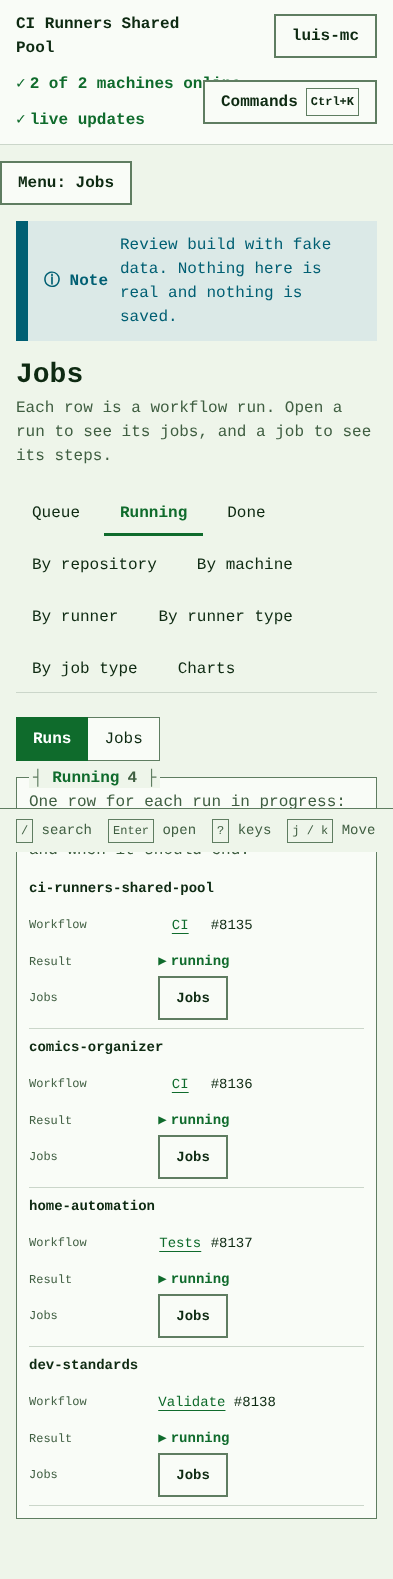 CI Runners Shared
Pool
luis-mc
✓ 2 of 2 machines online
Commands Ctrl+K
✓ live updates
Menu: Jobs
ⓘ Note
Review build with fake
data. Nothing here is
real and nothing is
saved.
Jobs
Each row is a workflow run. Open a
run to see its jobs, and a job to see
its steps.
Queue Running Done
By repository By machine
By runner By runner type
By job type Charts
Runs Jobs
Running 4
One row for each run in progress:
/ search Enter open ? keys j / k Move
ci-runners-shared-pool
Workflow CI #8135
Result ▶ running
Jobs Jobs
comics-organizer
Workflow CI #8136
Result ▶ running
Jobs Jobs
home-automation
Workflow Tests #8137
Result ▶ running
Jobs Jobs
dev-standards
Workflow Validate #8138
Result ▶ running
Jobs Jobs